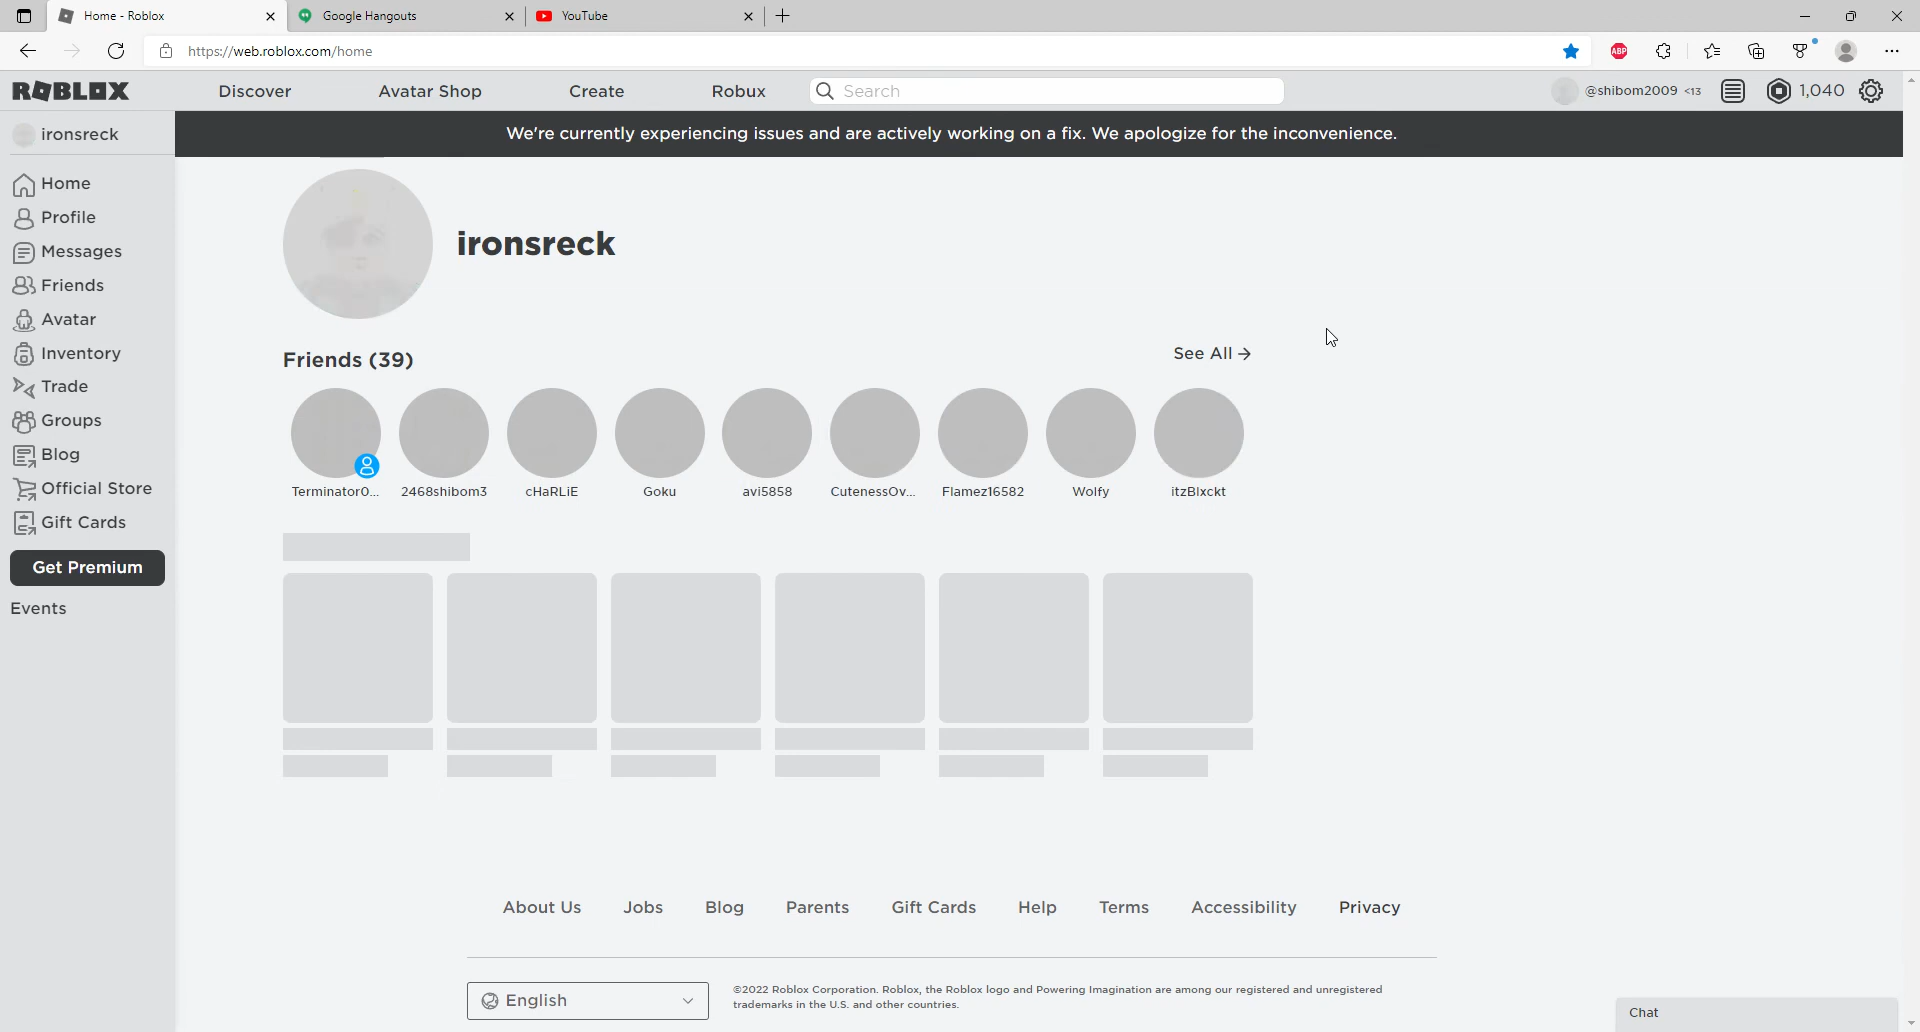 Home - Roblox
Google Hangouts
YouTube
https://web.roblox.com/home
ABP
ROBLOX
Discover
Avatar Shop
Create
Robux
Search
@shibom2009 <13
1,040
ironsreck
We're currently experiencing issues and are actively working on a fix. We apologize for the inconvenience.
Home
Profile
Messages
Friends
Avatar
Inventory
Trade
Groups
Blog
Official Store
Gift Cards
Get Premium
Events
ironsreck
Friends (39)
See All →
Terminator0...
2468shibom3
cHaRLiE
Goku
avi5858
CutenessOv...
Flamez16582
Wolfy
itzBlxckt
About Us
Jobs
Blog
Parents
Gift Cards
Help
Terms
Accessibility
Privacy
English
©2022 Roblox Corporation. Roblox, the Roblox logo and Powering Imagination are among our registered and unregistered
trademarks in the U.S. and other countries.
Chat